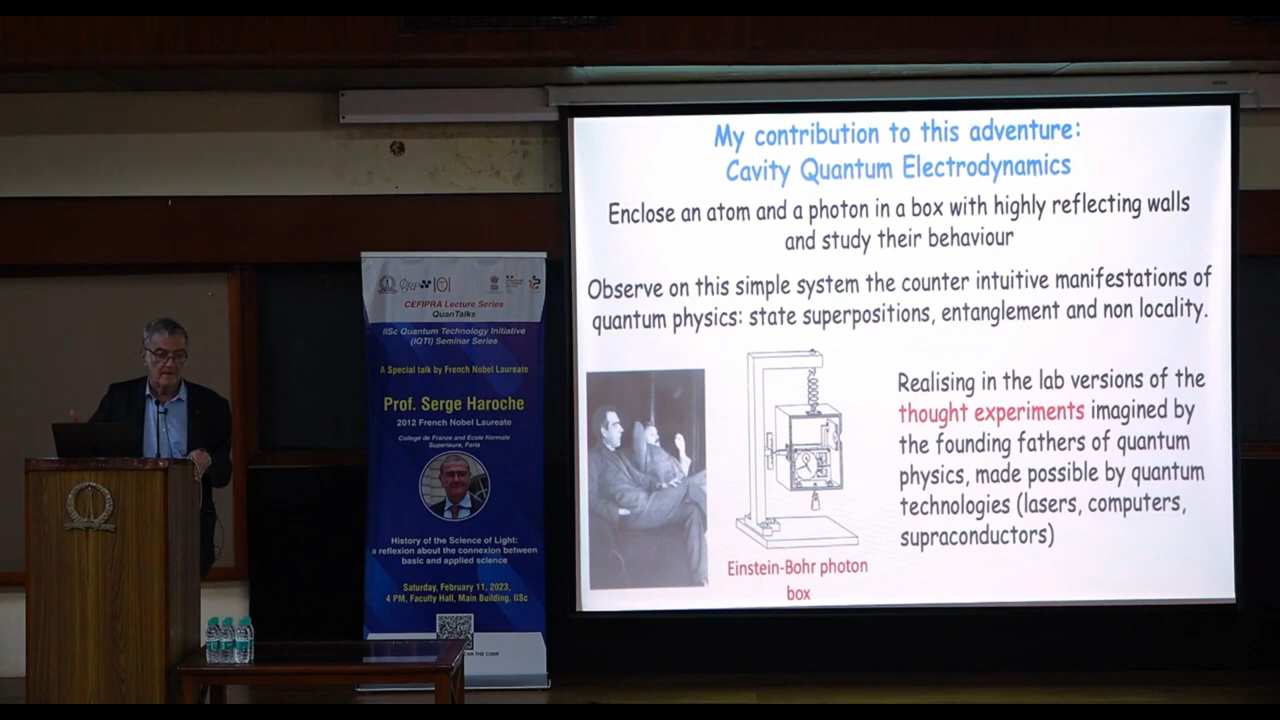 My contribution to this adventure:
Cavity Quantum Electrodynamics
Enclose an atom and a photon in a box with highly reflecting walls
and study their behaviour
Observe on this simple system the counter intuitive manifestations of
quantum physics: state superpositions, entanglement and non locality.
Realising in the lab versions of the
thought experiments imagined by
the founding fathers of quantum
physics, made possible by quantum
technologies (lasers, computers,
supraconductors)
Einstein-Bohr photon
box
CEFIPRA Lecture Series
QuanTalks
IISc Quantum Technology Initiative
(IQTI) Seminar Series
A Special talk by French Nobel Laureate
Prof. Serge Haroche
2012 French Nobel Laureate
College de France and Ecole Normale
Superieure, Paris
History of the Science of Light:
a reflexion about the connexion between
basic and applied science
Saturday, February 11, 2023,
4 PM, Faculty Hall, Main Building, IISc
CAN THE CODE